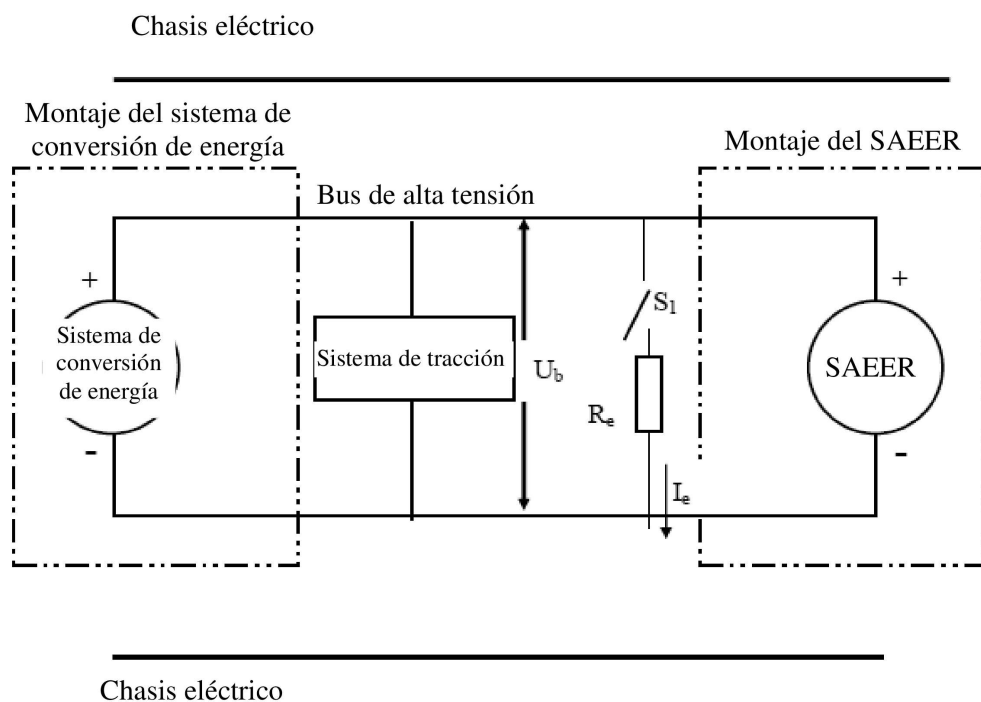 Chasis eléctrico
Montaje del sistema de
conversión de energía
Montaje del SAEER
Bus de alta tensión
+
+
S1
Sistema de
conversión
de energía
Sistema de tracción
Ub
SAEER
Re
-
-
Ie
Chasis eléctrico